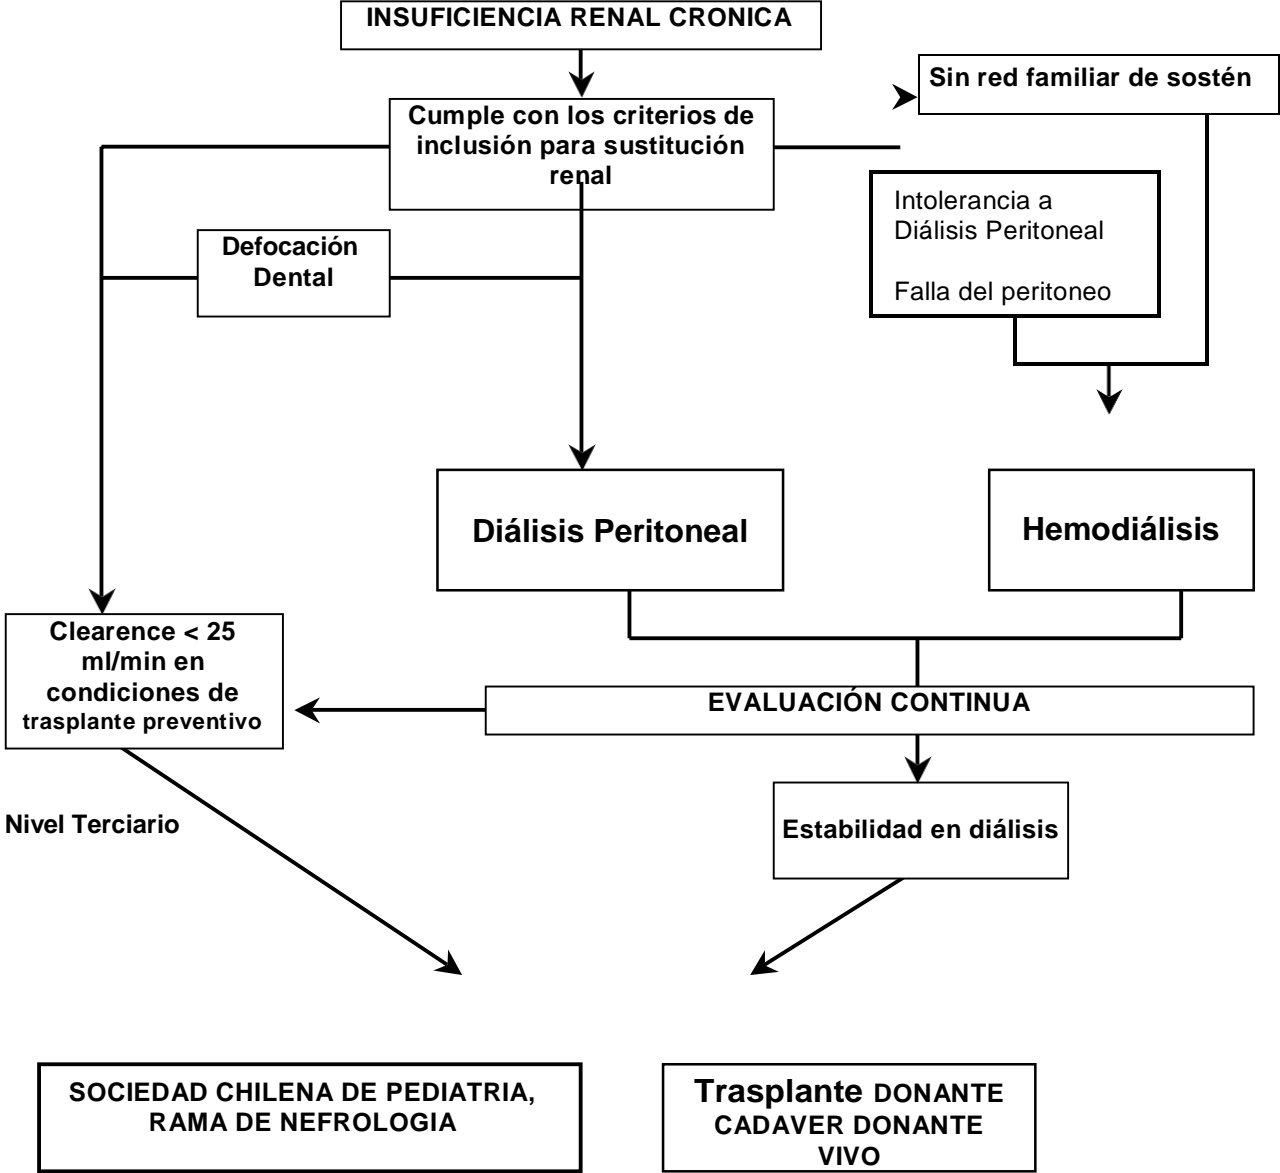 INSUFICIENCIA RENAL CRONICA
Sin red familiar de sostén
Cumple con los criterios de
inclusión para sustitución
renal
Intolerancia a
Diálisis Peritoneal
Falla del peritoneo
Defocación
Dental
Diálisis Peritoneal
Hemodiálisis
Clearence < 25
ml/min en
condiciones de
trasplante preventivo
EVALUACIÓN CONTINUA
Nivel Terciario
Estabilidad en diálisis
SOCIEDAD CHILENA DE PEDIATRIA,
RAMA DE NEFROLOGIA
Trasplante DONANTE
CADAVER DONANTE
VIVO